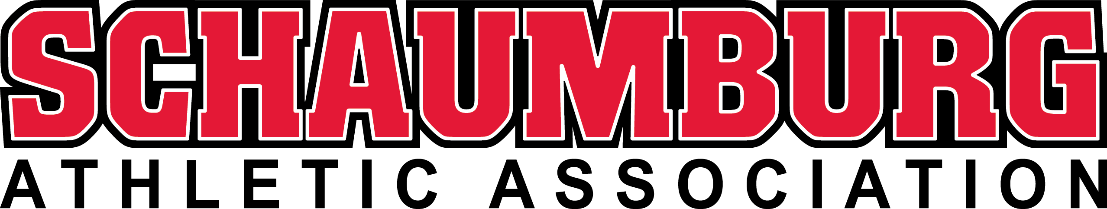 SCHAUMBURG
ATHLETIC ASSOCIATION